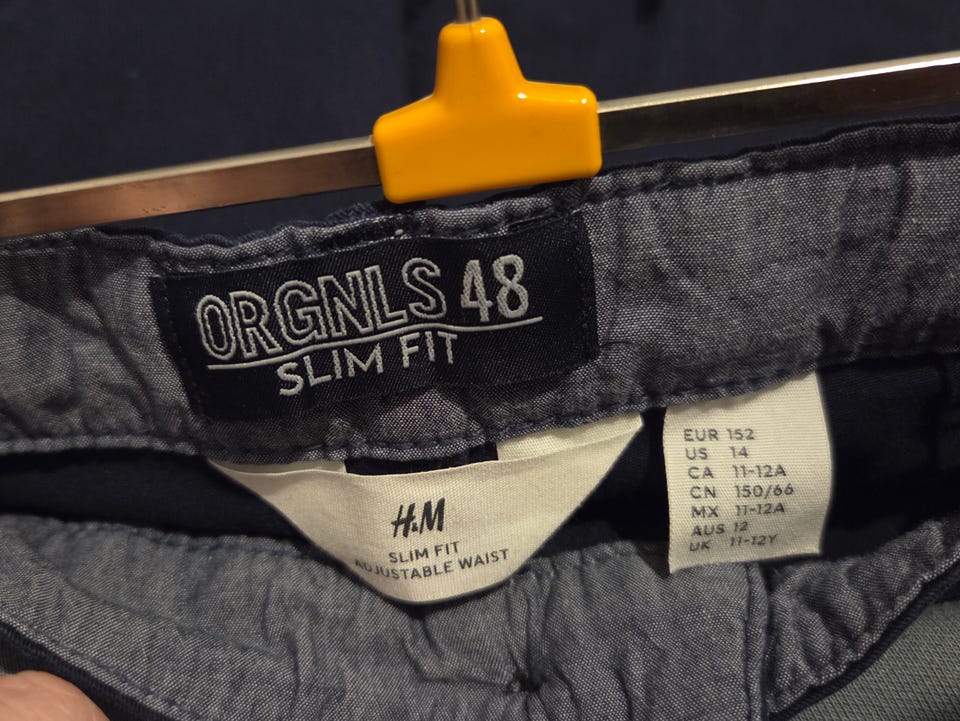 ORGNLS 48
SLIM FIT
H&M
SLIM FIT
ADJUSTABLE WAIST
EUR 152
US 14
CA 11-12A
CN 150/66
MX 11-12A
AUS 12
UK 11-12Y